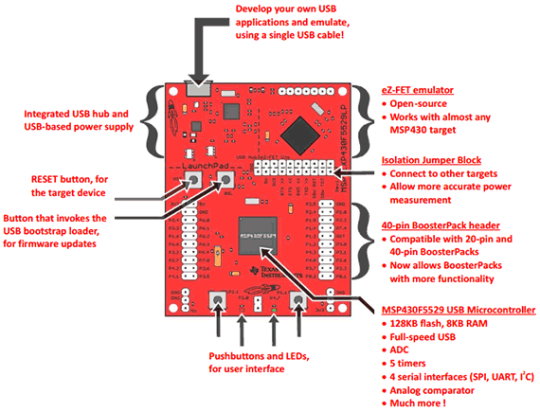 Develop your own USB
applications and emulate,
using a single USB cable!
Integrated USB hub and
USB-based power supply
eZ-FET emulator
• Open-source
• Works with almost any
MSP430 target
Isolation Jumper Block
• Connect to other targets
• Allow more accurate power
measurement
RESET button, for
the target device
Button that invokes the
USB bootstrap loader,
for firmware updates
LaunchPad
MSP430F5529LP
40-pin BoosterPack header
• Compatible with 20-pin and
40-pin BoosterPacks
• Now allows BoosterPacks
with more functionality
MSP430F5529
TEXAS
INSTRUMENTS
MSP430F5529 USB Microcontroller
• 128KB flash, 8KB RAM
• Full-speed USB
• ADC
• 5 timers
• 4 serial interfaces (SPI, UART, I²C)
• Analog comparator
• Much more !
Pushbuttons and LEDs,
for user interface